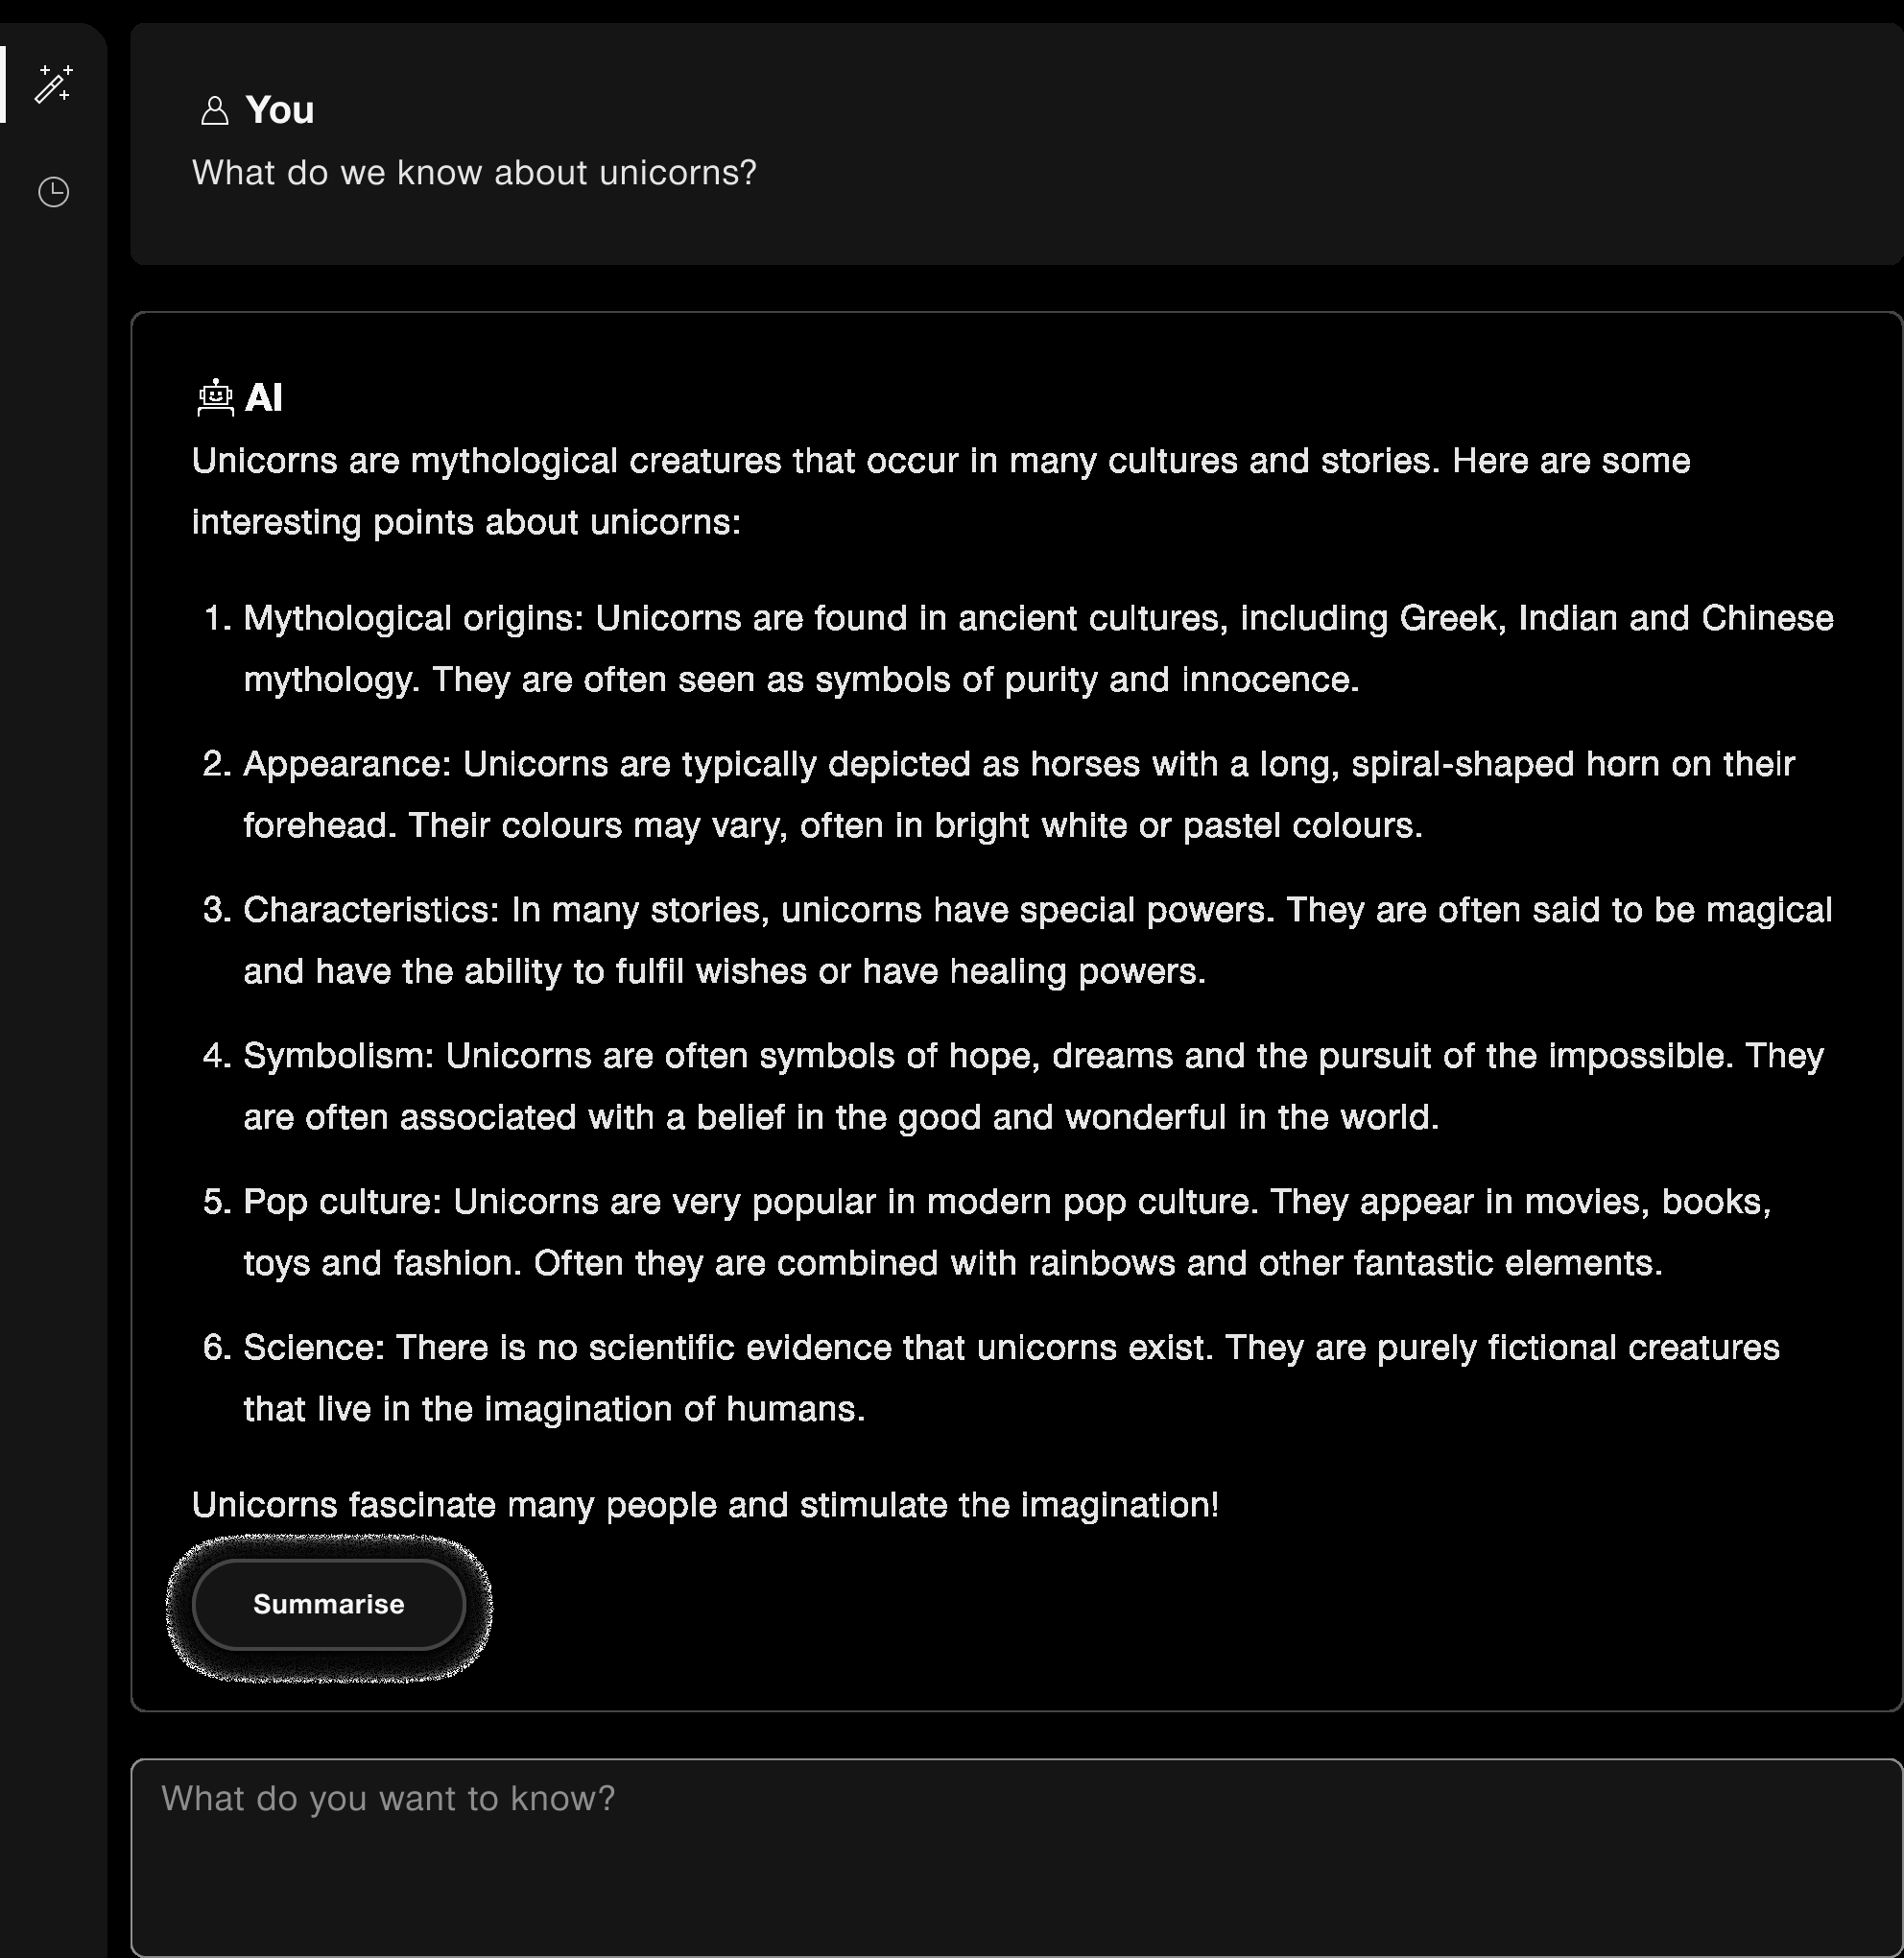 You
What do we know about unicorns?
AI
Unicorns are mythological creatures that occur in many cultures and stories. Here are some
interesting points about unicorns:
1. Mythological origins: Unicorns are found in ancient cultures, including Greek, Indian and Chinese
mythology. They are often seen as symbols of purity and innocence.
2. Appearance: Unicorns are typically depicted as horses with a long, spiral-shaped horn on their
forehead. Their colours may vary, often in bright white or pastel colours.
3. Characteristics: In many stories, unicorns have special powers. They are often said to be magical
and have the ability to fulfil wishes or have healing powers.
4. Symbolism: Unicorns are often symbols of hope, dreams and the pursuit of the impossible. They
are often associated with a belief in the good and wonderful in the world.
5. Pop culture: Unicorns are very popular in modern pop culture. They appear in movies, books,
toys and fashion. Often they are combined with rainbows and other fantastic elements.
6. Science: There is no scientific evidence that unicorns exist. They are purely fictional creatures
that live in the imagination of humans.
Unicorns fascinate many people and stimulate the imagination!
Summarise
What do you want to know?